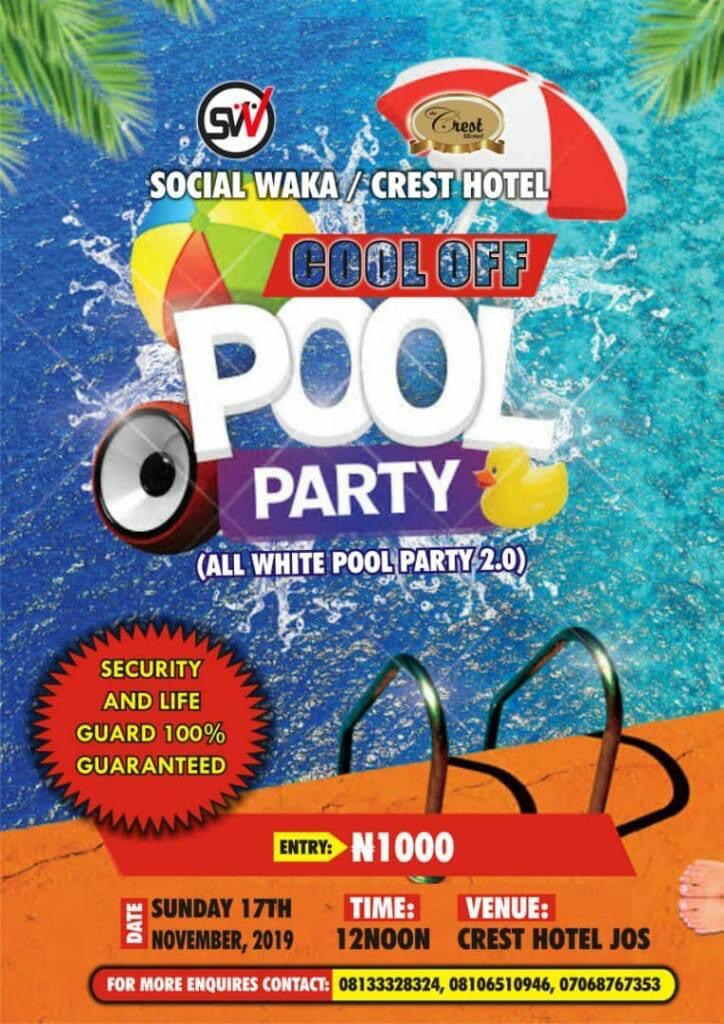 SW
the Crest
Hotel
SOCIAL WAKA / CREST HOTEL
COOL OFF
POOL
PARTY
(ALL WHITE POOL PARTY 2.0)
SECURITY
AND LIFE
GUARD 100%
GUARANTEED
ENTRY: ₦1000
DATE
SUNDAY 17TH
NOVEMBER, 2019
TIME:
12NOON
VENUE:
CREST HOTEL JOS
FOR MORE ENQUIRES CONTACT: 08133328324, 08106510946, 07068767353